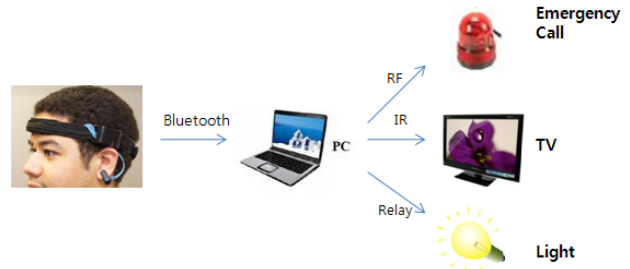 Emergency
Call
RF
Bluetooth
IR
PC
TV
Relay
Light